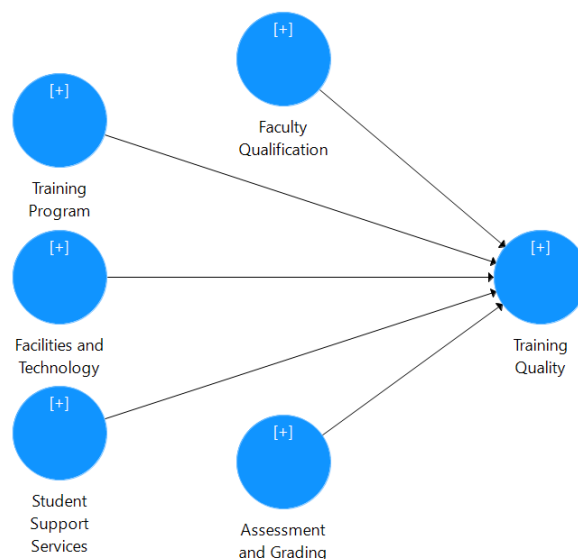 [+]
Faculty
Qualification
[+]
Training
Program
[+]
Facilities and
Technology
[+]
Training
Quality
[+]
Student
Support
Services
[+]
Assessment
and Grading